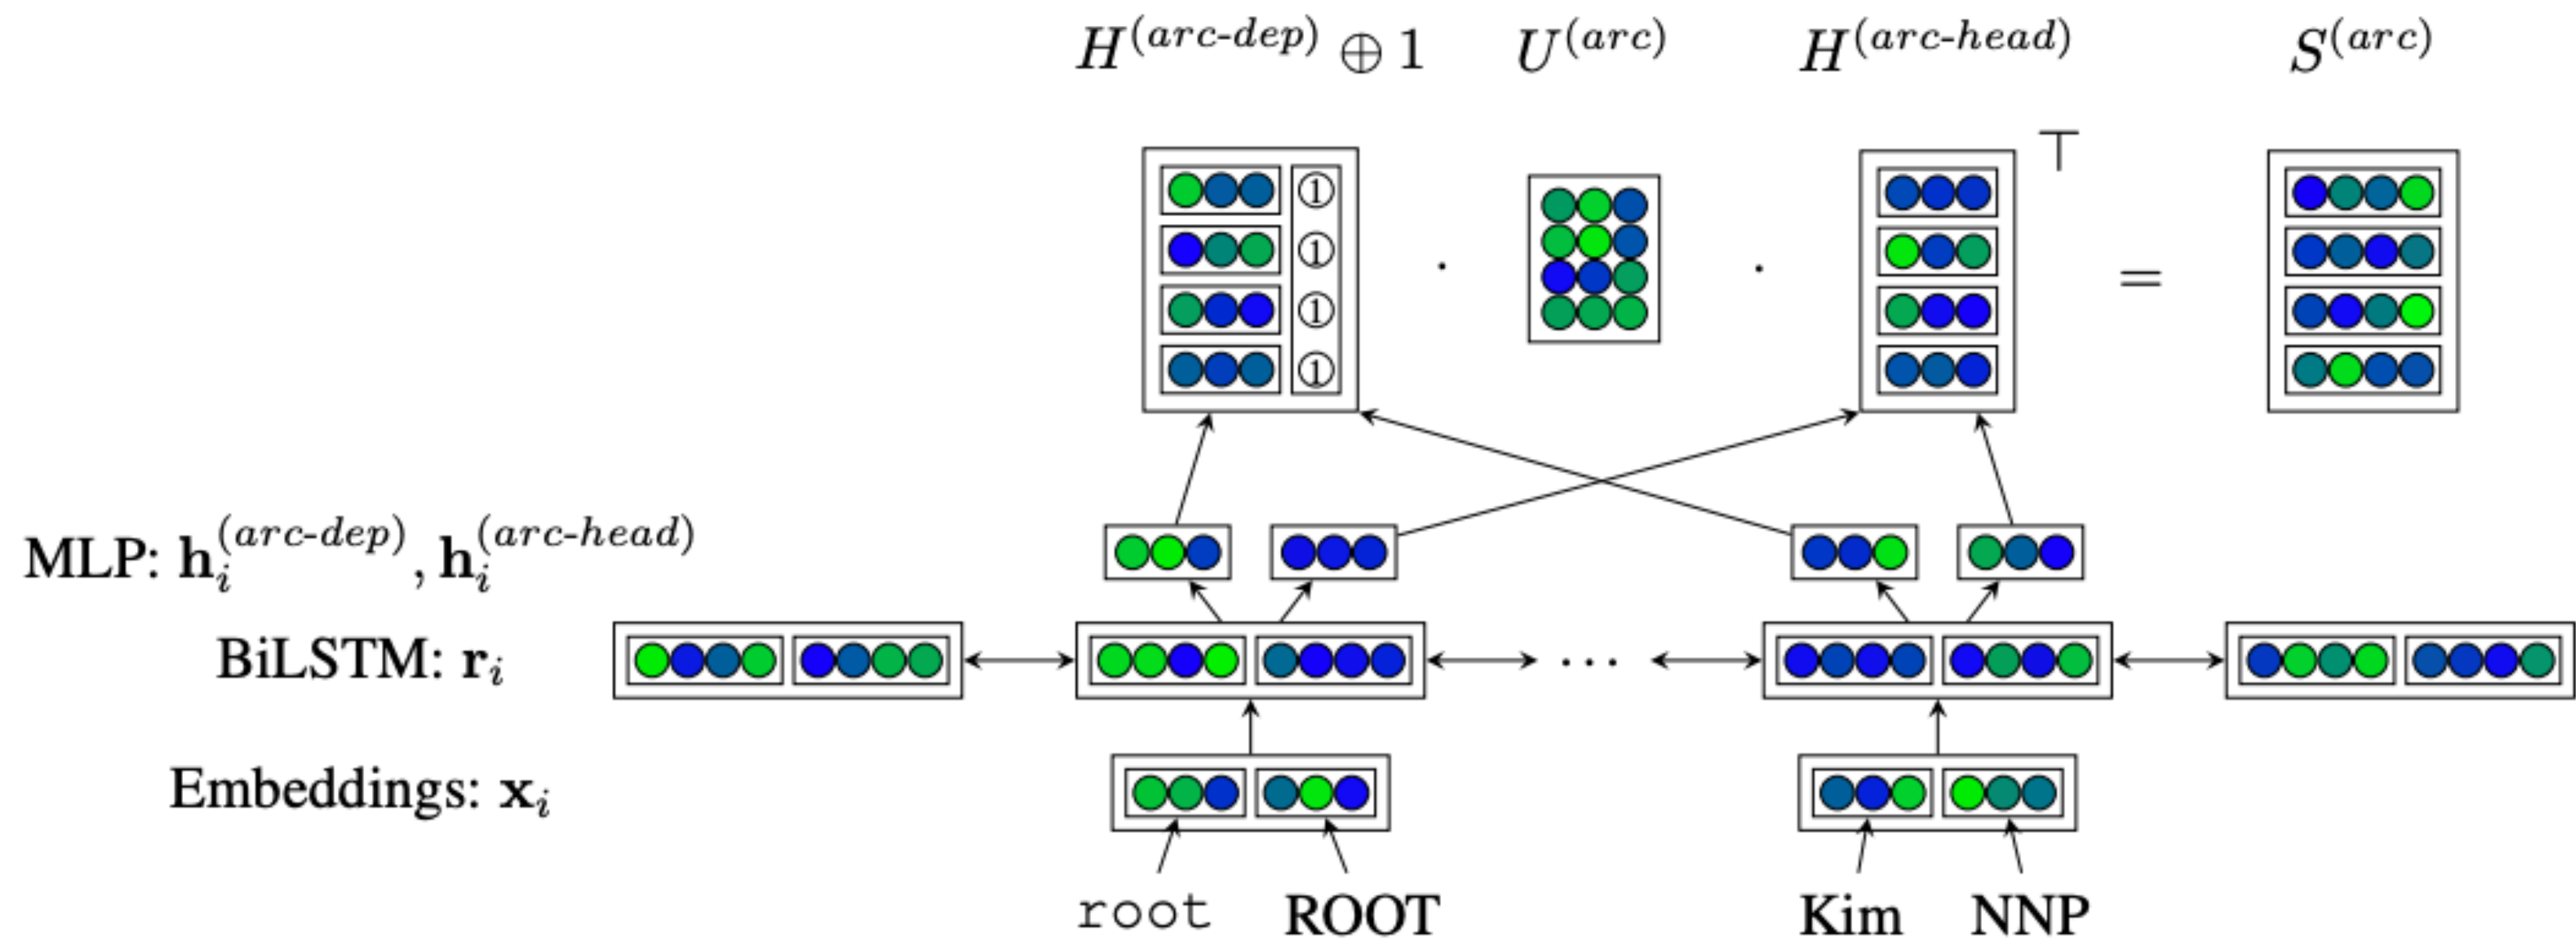 H^{(arc-dep)} ⊕ 1 U^{(arc)} H^{(arc-head)} S^{(arc)}
⊤
1
1 · · =
1
1
MLP: h_i^{(arc-dep)}, h_i^{(arc-head)}
BiLSTM: r_i ...
Embeddings: x_i
root ROOT Kim NNP